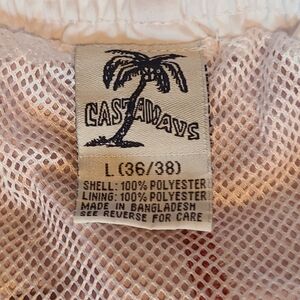 CASTAWAYS
L (36/38)
SHELL: 100% POLYESTER
LINING: 100% POLYESTER
MADE IN BANGLADESH
SEE REVERSE FOR CARE